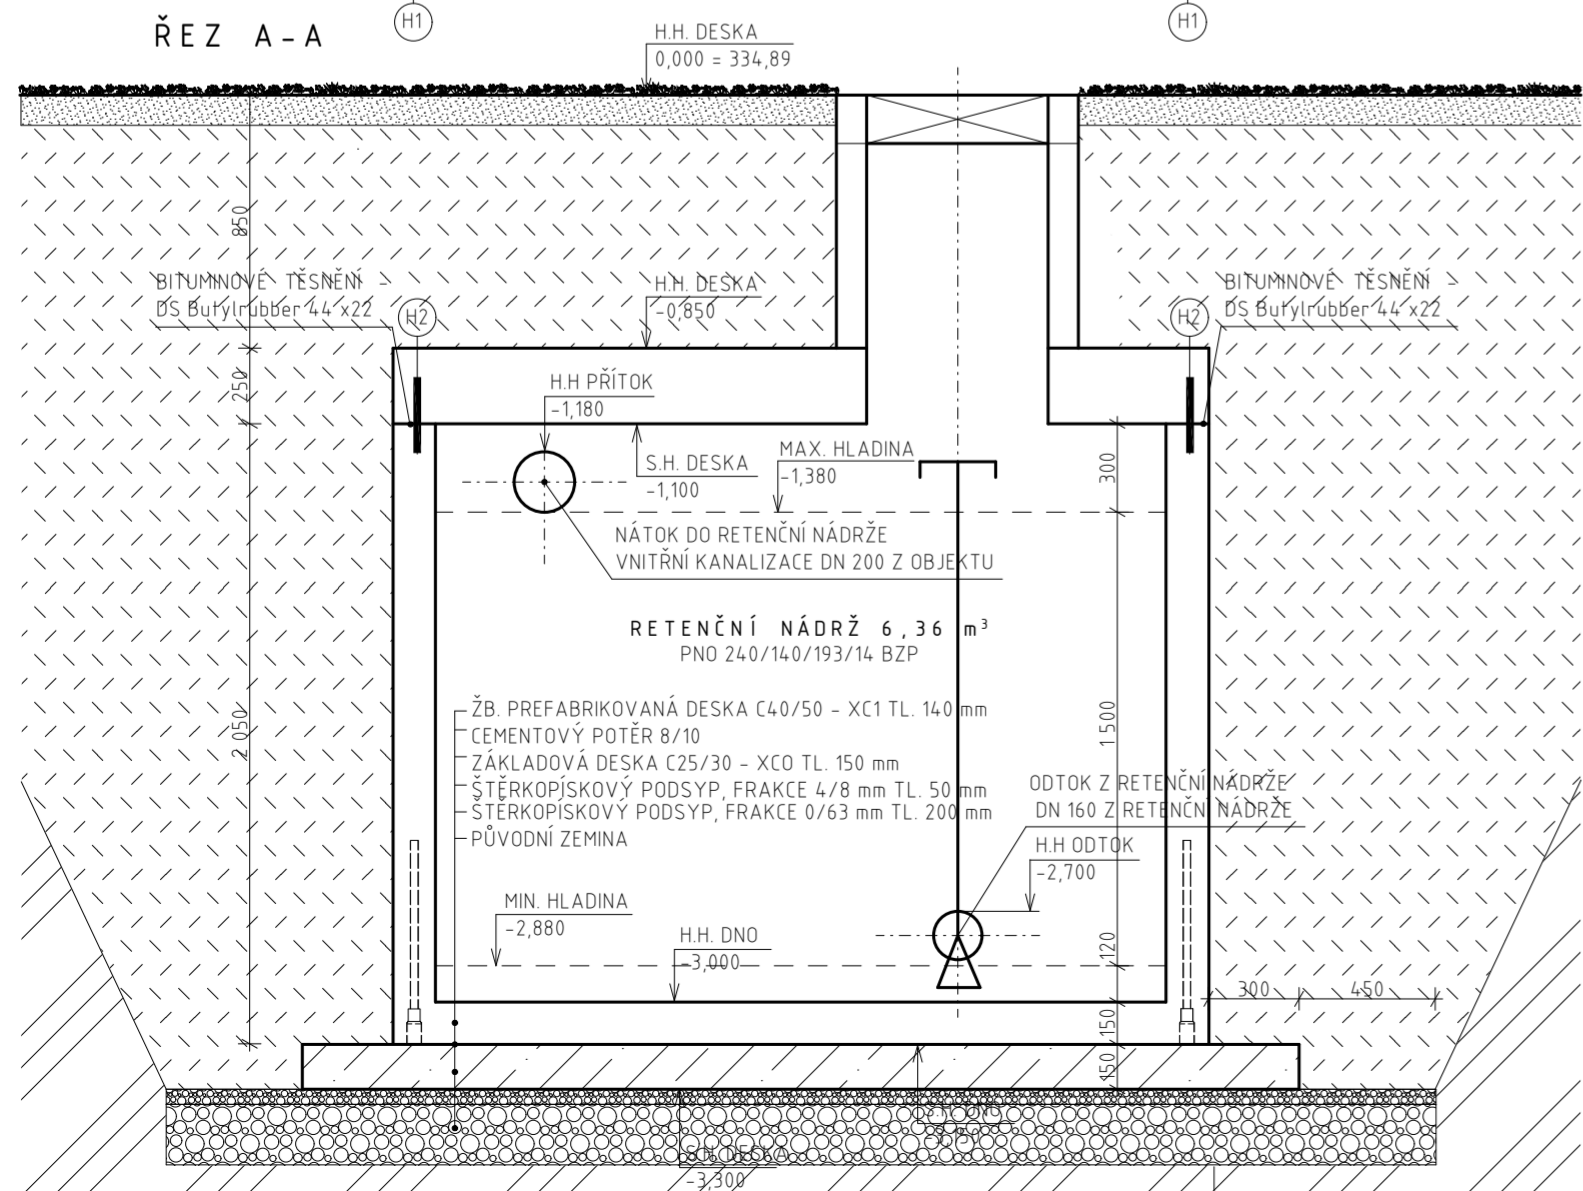 ŘEZ A-A
H1
H1
H.H. DESKA
0,000 = 334,89
850
BITUMNOVÉ TĚSNĚNÍ -
DS Butylrubber 44 x22
H2
H.H. DESKA
-0,850
H2
BITUMINOVÉ TĚSNĚNÍ -
DS Butylrubber 44 x22
250
H.H PŘÍTOK
-1,180
S.H. DESKA
-1,100
MAX. HLADINA
-1,380
300
NÁTOK DO RETENČNÍ NÁDRŽE
VNITŘNÍ KANALIZACE DN 200 Z OBJEKTU
RETENČNÍ NÁDRŽ 6,36 m³
PNO 240/140/193/14 BZP
2 050
1 500
ŽB. PREFABRIKOVANÁ DESKA C40/50 - XC1 TL. 140 mm
CEMENTOVÝ POTĚR 8/10
ZÁKLADOVÁ DESKA C25/30 - XC0 TL. 150 mm
ŠTĚRKOPÍSKOVÝ PODSYP, FRAKCE 4/8 mm TL. 50 mm
ŠTĚRKOPÍSKOVÝ PODSYP, FRAKCE 0/63 mm TL. 200 mm
PŮVODNÍ ZEMINA
ODTOK Z RETENČNÍ NÁDRŽE
DN 160 Z RETENČNÍ NÁDRŽE
H.H ODTOK
-2,700
MIN. HLADINA
-2,880
H.H. DNO
-3,000
120
300
450
150
150
S.H. DNO
-3,150
S.H. DESKA
-3,300